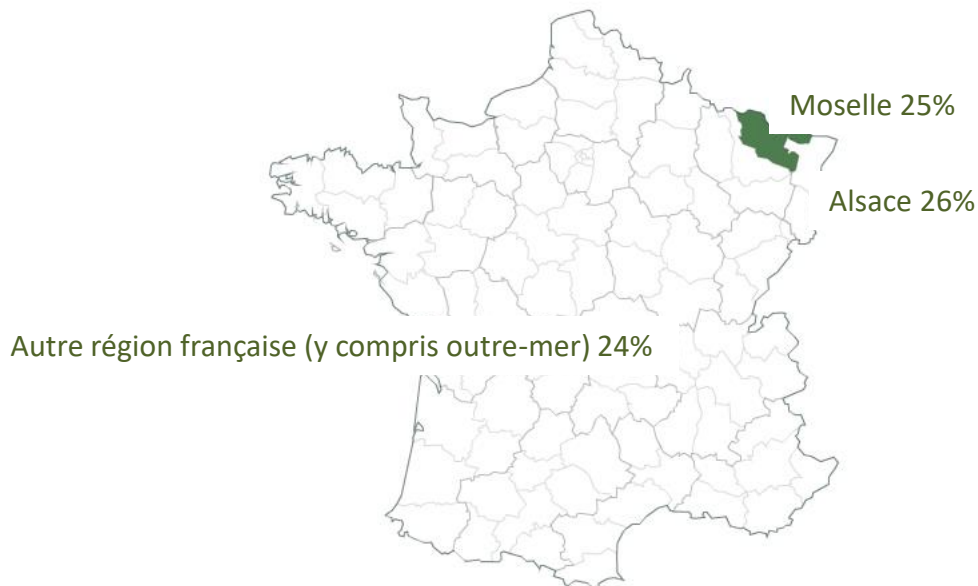 Moselle 25%
Alsace 26%
Autre région française (y compris outre-mer) 24%